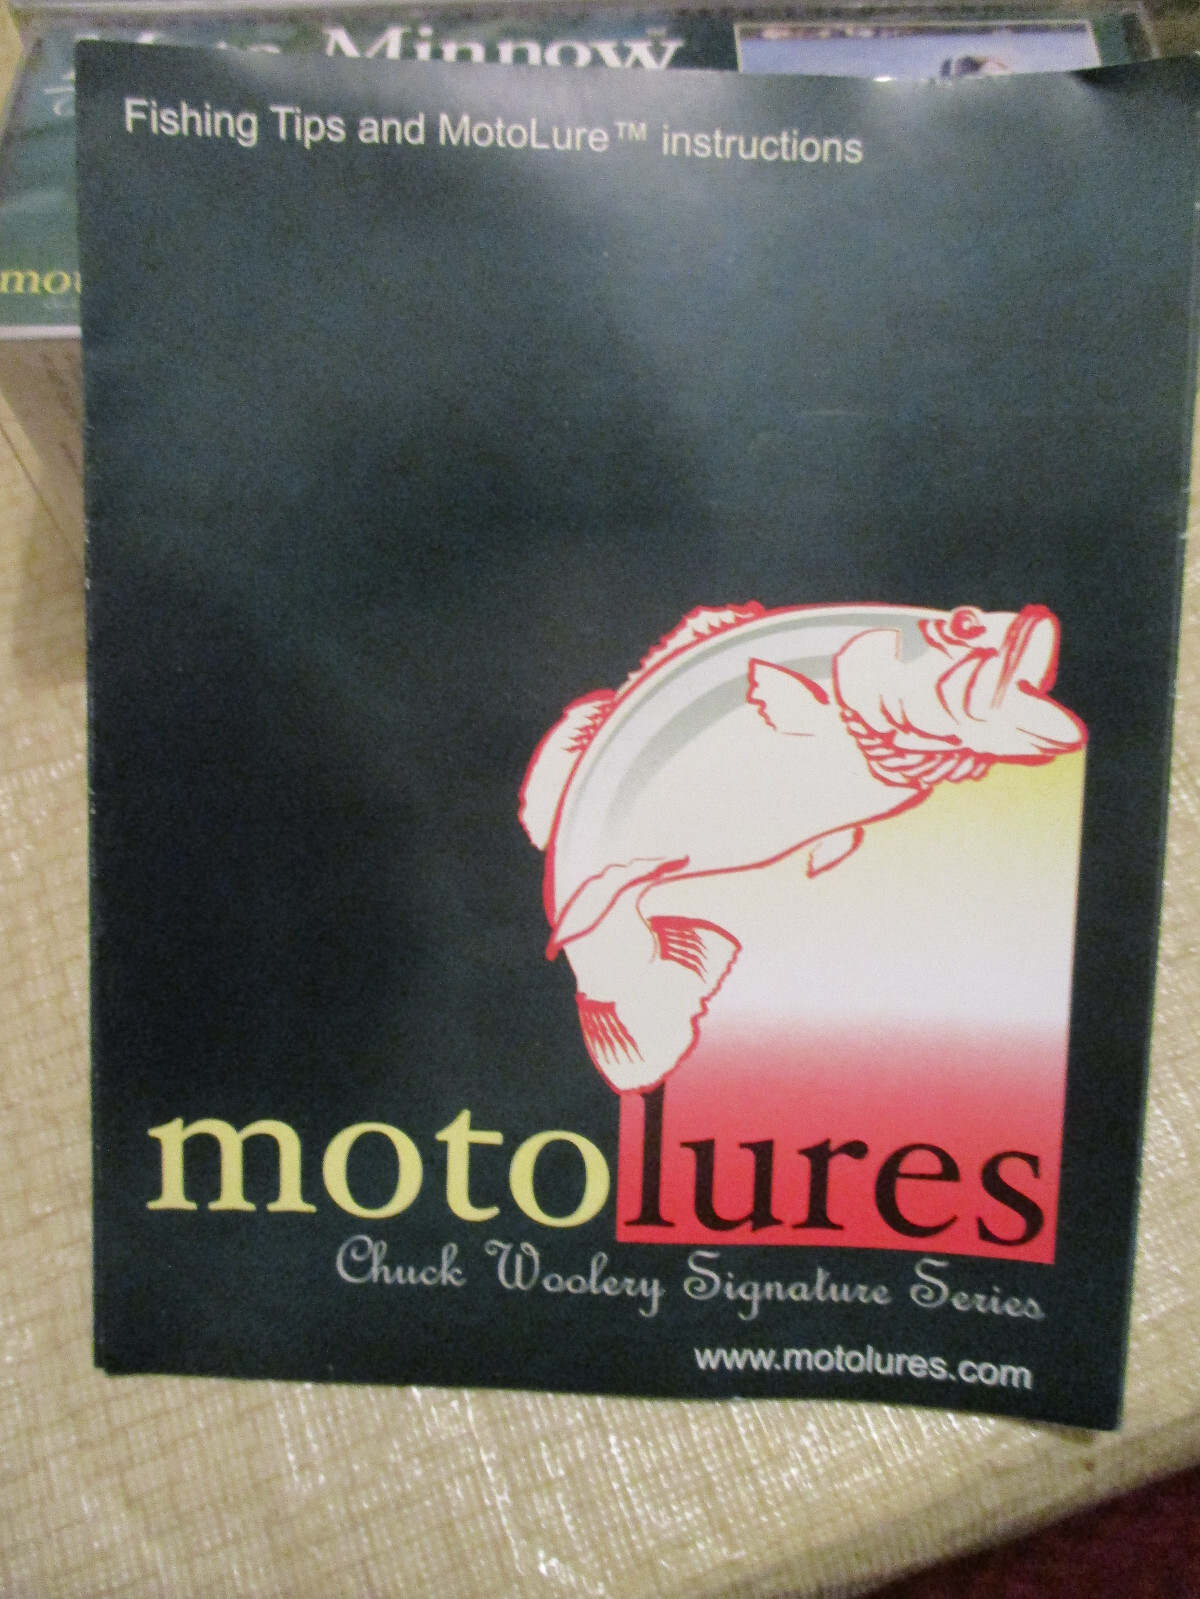 Minnow
Fishing Tips and MotoLure™ instructions
motolures
Chuck Woolery Signature Series
www.motolures.com